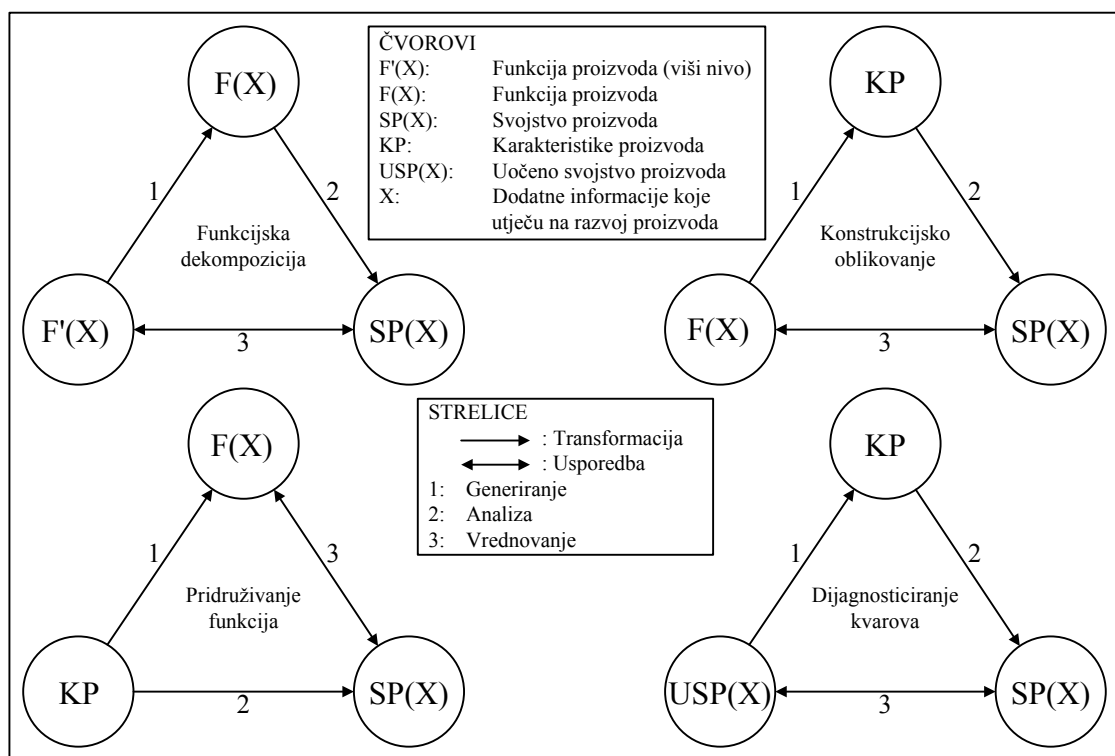 F(X)
1
2
Funkcijska
dekompozicija
F'(X)
3
SP(X)
ČVOROVI
F'(X): Funkcija proizvoda (viši nivo)
F(X): Funkcija proizvoda
SP(X): Svojstvo proizvoda
KP: Karakteristike proizvoda
USP(X): Uočeno svojstvo proizvoda
X: Dodatne informacije koje
utječu na razvoj proizvoda
KP
1
2
Konstrukcijsko
oblikovanje
F(X)
3
SP(X)
F(X)
1
3
Pridruživanje
funkcija
KP
2
SP(X)
STRELICE
: Transformacija
: Usporedba
1: Generiranje
2: Analiza
3: Vrednovanje
KP
1
2
Dijagnosticiranje
kvarova
USP(X)
3
SP(X)